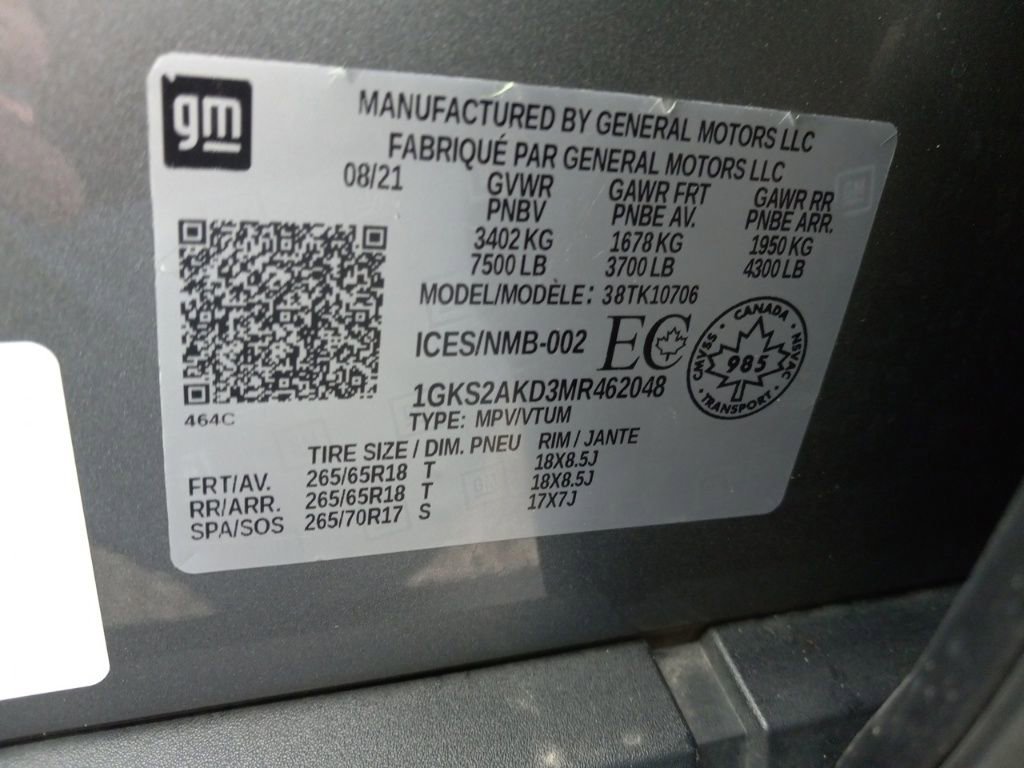 gm
MANUFACTURED BY GENERAL MOTORS LLC
FABRIQUÉ PAR GENERAL MOTORS LLC
08/21 GVWR GAWR FRT GAWR RR
PNBV PNBE AV. PNBE ARR.
3402 KG 1678 KG 1950 KG
7500 LB 3700 LB 4300 LB
MODEL/MODÈLE: 38TK10706
ICES/NMB-002 EC
CANADA
CMVSS 985 NSVAC
TRANSPORT
1GKS2AKD3MR462048
464C
TYPE: MPV/VTUM
TIRE SIZE / DIM. PNEU RIM / JANTE
FRT/AV. 265/65R18 T 18X8.5J
RR/ARR. 265/65R18 T 18X8.5J
SPA/SOS 265/70R17 S 17X7J